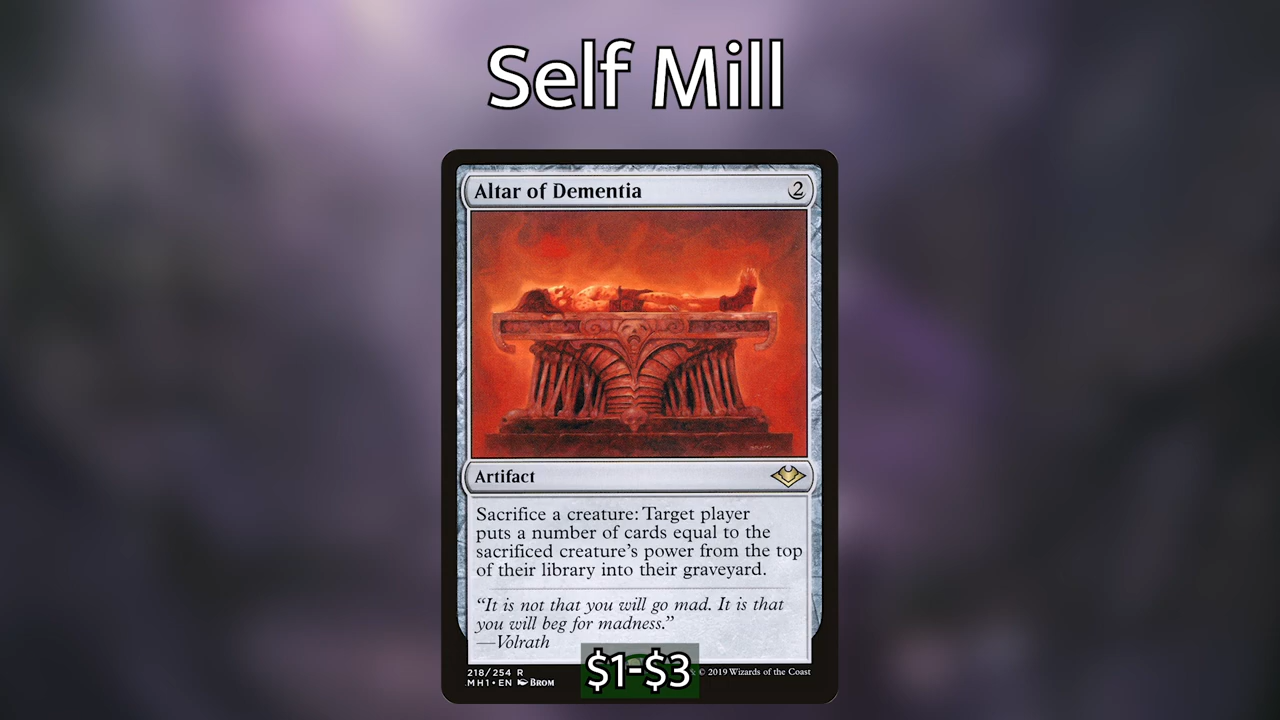 Self Mill
Altar of Dementia 2
Artifact
Sacrifice a creature: Target player
puts a number of cards equal to the
sacrificed creature's power from the top
of their library into their graveyard.
"It is not that you will go mad. It is that
you will beg for madness."
—Volrath
$1-$3
218/254 R
MH1•EN BROM
© 2019 Wizards of the Coast